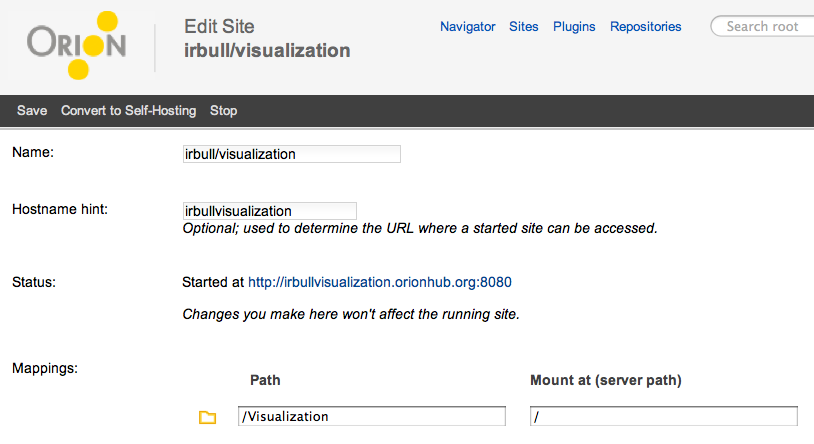 ORION
Edit Site
irbull/visualization
Navigator Sites Plugins Repositories
Search root
Save Convert to Self-Hosting Stop
Name: irbull/visualization
Hostname hint: irbullvisualization
Optional; used to determine the URL where a started site can be accessed.
Status: Started at http://irbullvisualization.orionhub.org:8080
Changes you make here won't affect the running site.
Mappings:
Path Mount at (server path)
/Visualization /